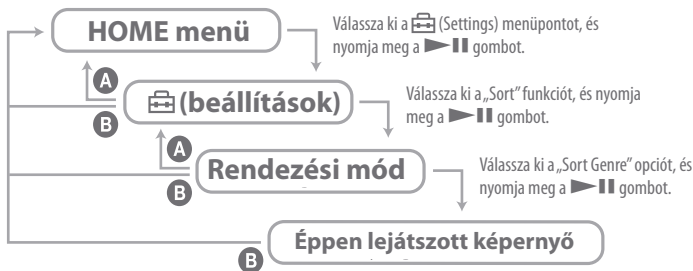 HOME menü
Válassza ki a (Settings) menüpontot, és
nyomja meg a gombot.
A
B
(beállítások)
Válassza ki a „Sort” funkciót, és nyomja
meg a gombot.
A
B
Rendezési mód
Válassza ki a „Sort Genre” opciót, és
nyomja meg a gombot.
B
Éppen lejátszott képernyő